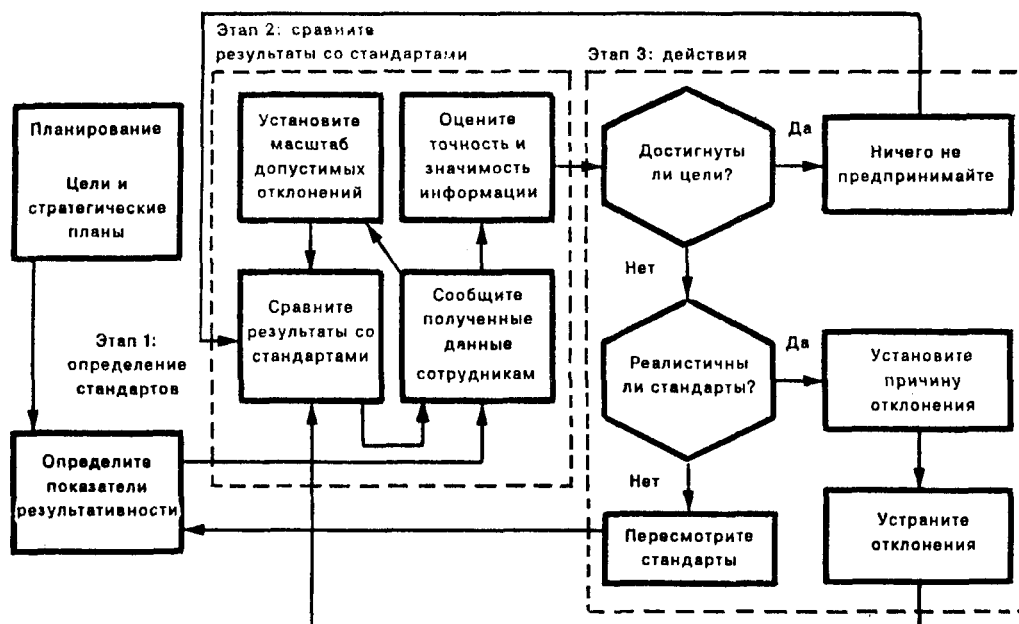 Этап 2: сравните
результаты со стандартами
Этап 3: действия
Планирование
Цели и
стратегические
планы
Установите
масштаб
допустимых
отклонений
Оцените
точность и
значимость
информации
Достигнуты
ли цели?
Да
Ничего не
предпринимайте
Нет
Этап 1:
определение
стандартов
Сравните
результаты со
стандартами
Сообщите
полученные
данные
сотрудникам
Реалистичны
ли стандарты?
Да
Установите
причину
отклонения
Нет
Определите
показатели
результативности
Пересмотрите
стандарты
Устраните
отклонения